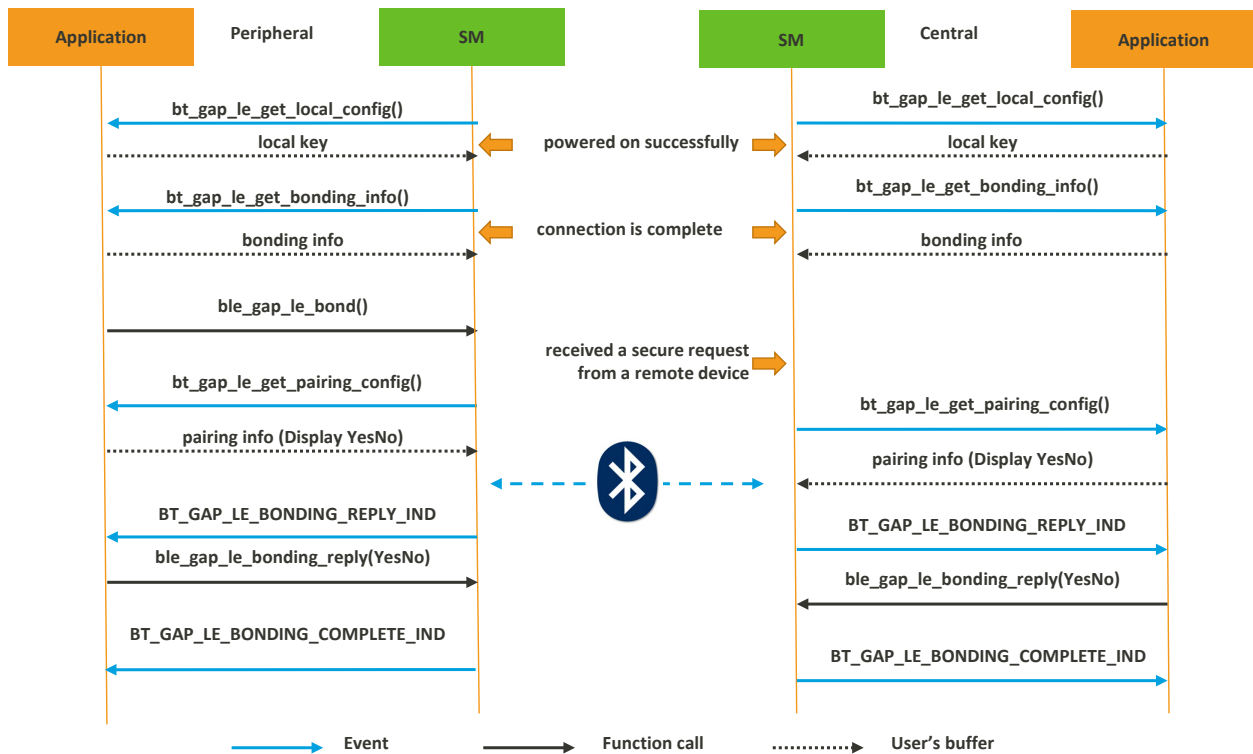 Application
Peripheral
SM
SM
Central
Application
bt_gap_le_get_local_config()
bt_gap_le_get_local_config()
local key
powered on successfully
local key
bt_gap_le_get_bonding_info()
bt_gap_le_get_bonding_info()
connection is complete
bonding info
bonding info
ble_gap_le_bond()
received a secure request
from a remote device
bt_gap_le_get_pairing_config()
bt_gap_le_get_pairing_config()
pairing info (Display YesNo)
pairing info (Display YesNo)
BT_GAP_LE_BONDING_REPLY_IND
BT_GAP_LE_BONDING_REPLY_IND
ble_gap_le_bonding_reply(YesNo)
ble_gap_le_bonding_reply(YesNo)
BT_GAP_LE_BONDING_COMPLETE_IND
BT_GAP_LE_BONDING_COMPLETE_IND
Event
Function call
User's buffer